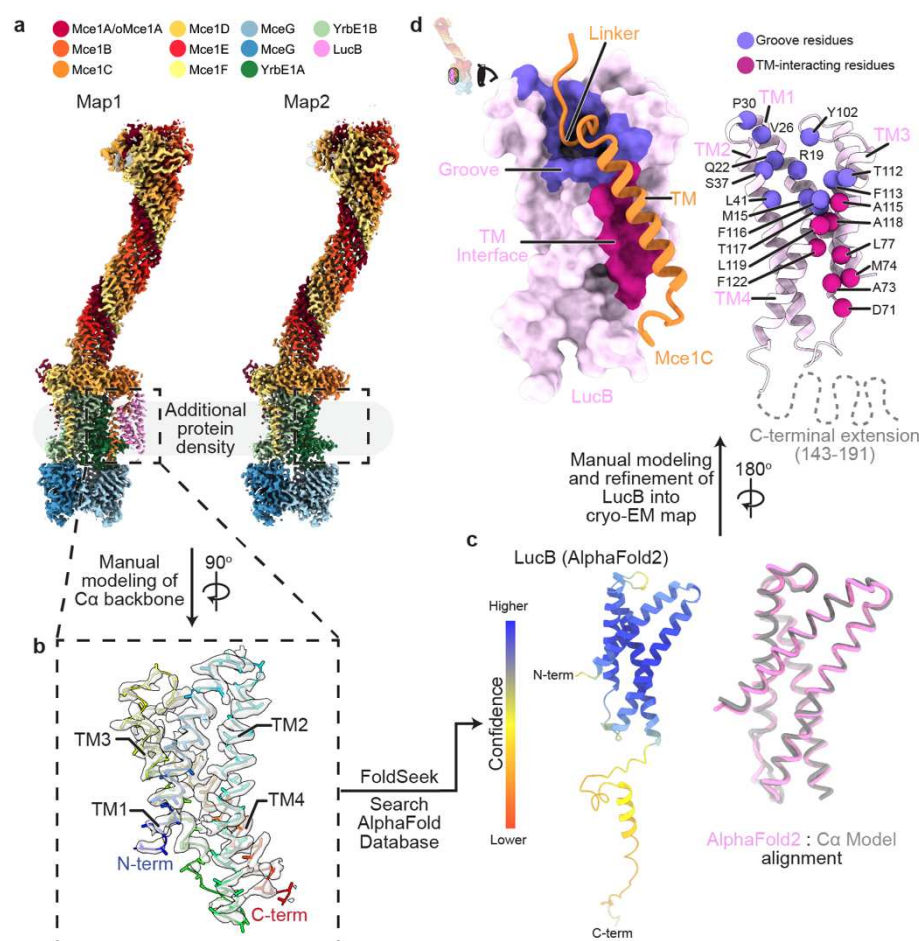 a
Mce1A/oMce1A
Mce1B
Mce1C
Mce1D
Mce1E
Mce1F
MceG
MceG
YrbE1A
YrbE1B
LucB
Map1
Map2
Additional
protein
density
Manual
modeling of
Cα backbone
90°
b
TM3
TM2
TM1
TM4
N-term
C-term
FoldSeek
Search
AlphaFold
Database
c
LucB (AlphaFold2)
Higher
Confidence
Lower
N-term
C-term
AlphaFold2 : Cα Model
alignment
Manual modeling
and refinement of
LucB into
cryo-EM map
180°
d
Linker
Groove
TM
TM
Interface
Mce1C
LucB
Groove residues
TM-interacting residues
P30
TM1
Y102
V26
TM3
TM2
R19
Q22
T112
S37
F113
L41
A115
M15
A118
F116
T117
L77
L119
M74
F122
A73
TM4
D71
C-terminal extension
(143-191)